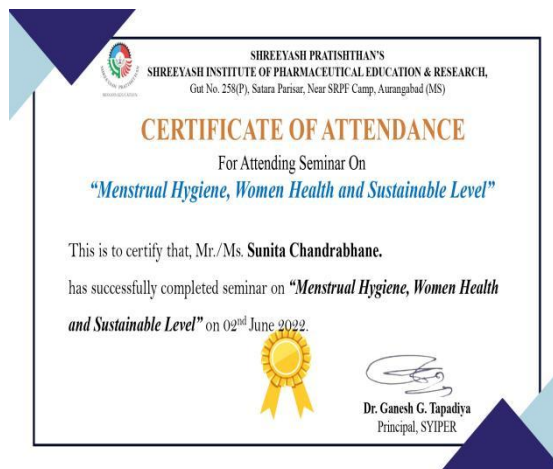 SHREEYASH PRATISHTHAN'S
SHREEYASH INSTITUTE OF PHARMACEUTICAL EDUCATION & RESEARCH,
Gut No. 258(P), Satara Parisar, Near SRPF Camp, Aurangabad (MS)
CERTIFICATE OF ATTENDANCE
For Attending Seminar On
“Menstrual Hygiene, Women Health and Sustainable Level”
This is to certify that, Mr./Ms. Sunita Chandrabhane.
has successfully completed seminar on “Menstrual Hygiene, Women Health
and Sustainable Level” on 02nd June 2022.
Dr. Ganesh G. Tapadiya
Principal, SYIPER